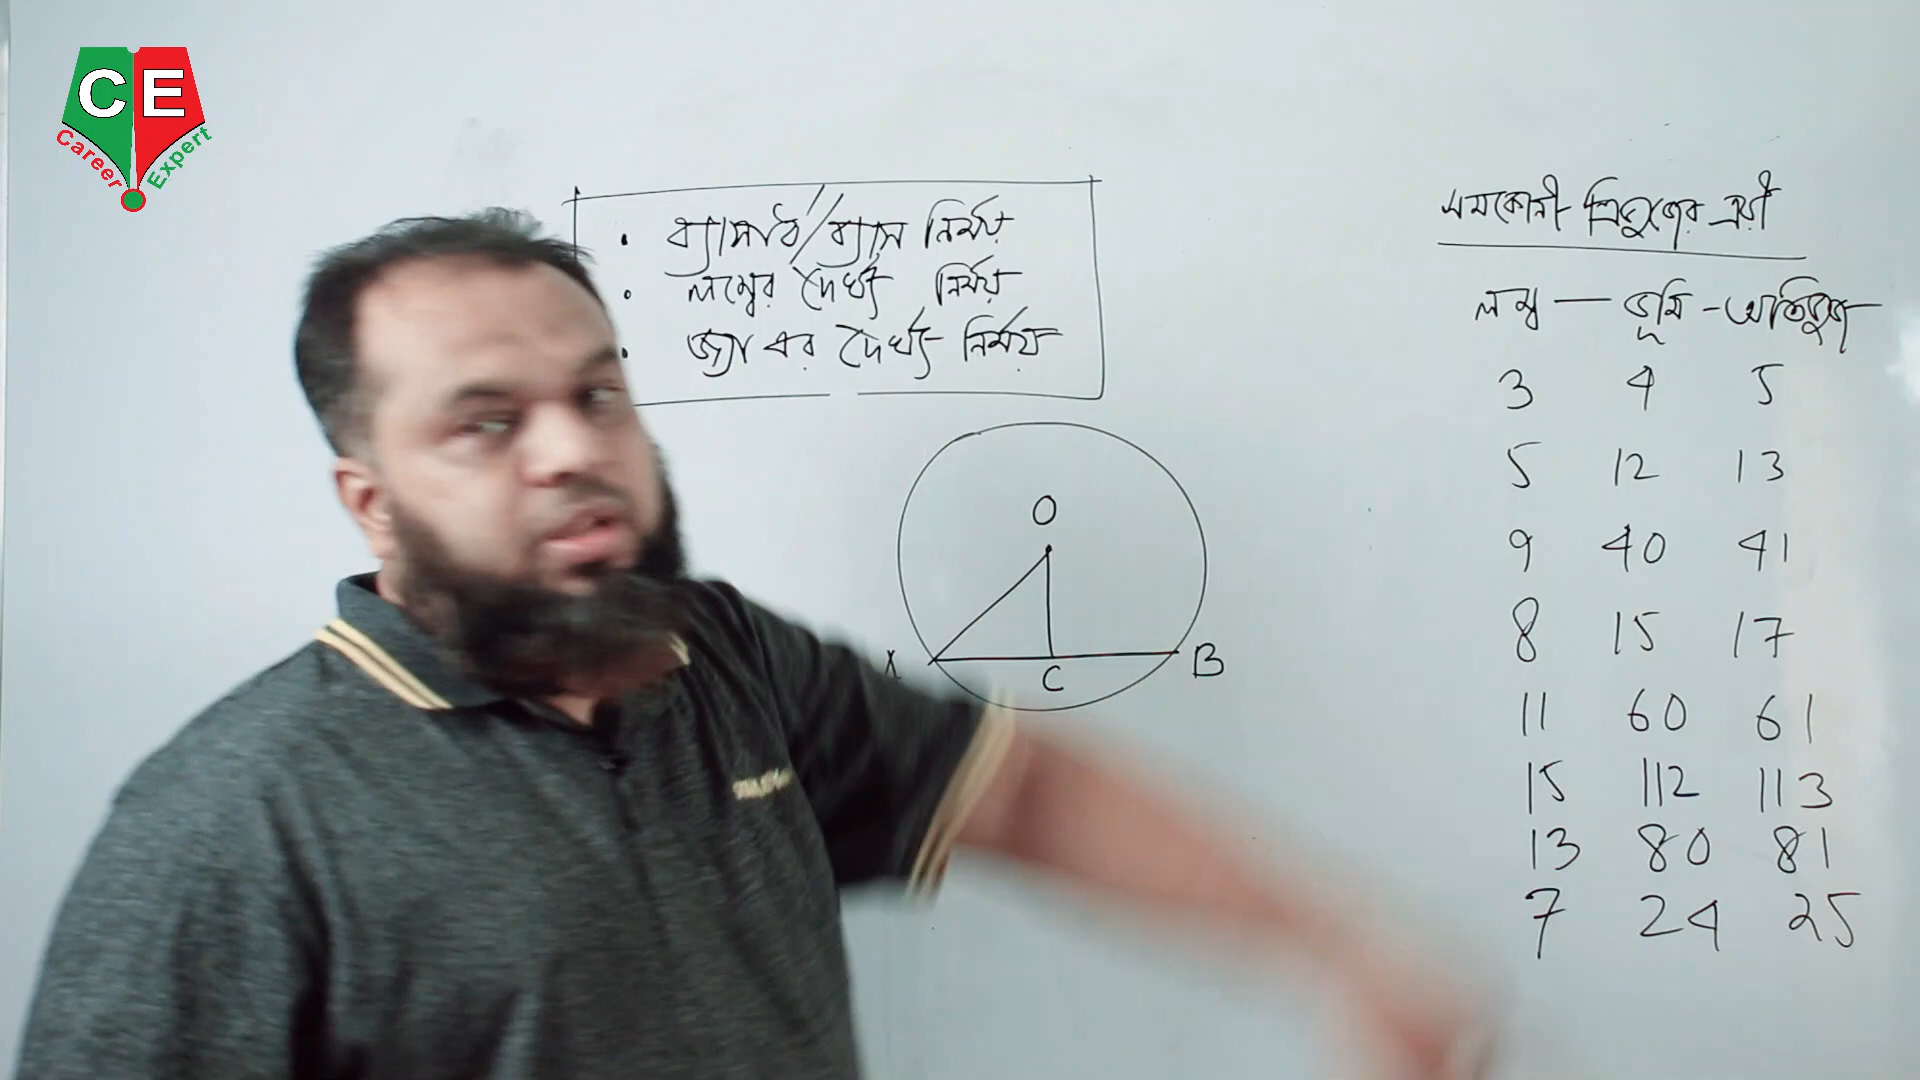 CE
Career Expert
ব্যাসার্ধ/ব্যাস নির্ণয়
লম্বের দৈর্ঘ্য নির্ণয়
জ্যা এর দৈর্ঘ্য নির্ণয়
O
C
B
সমকোণী ত্রিভুজের ত্রয়ী
লম্ব — ভূমি - অতিভুজ
3 4 5
5 12 13
9 40 41
8 15 17
11 60 61
15 112 113
13 80 81
7 24 25